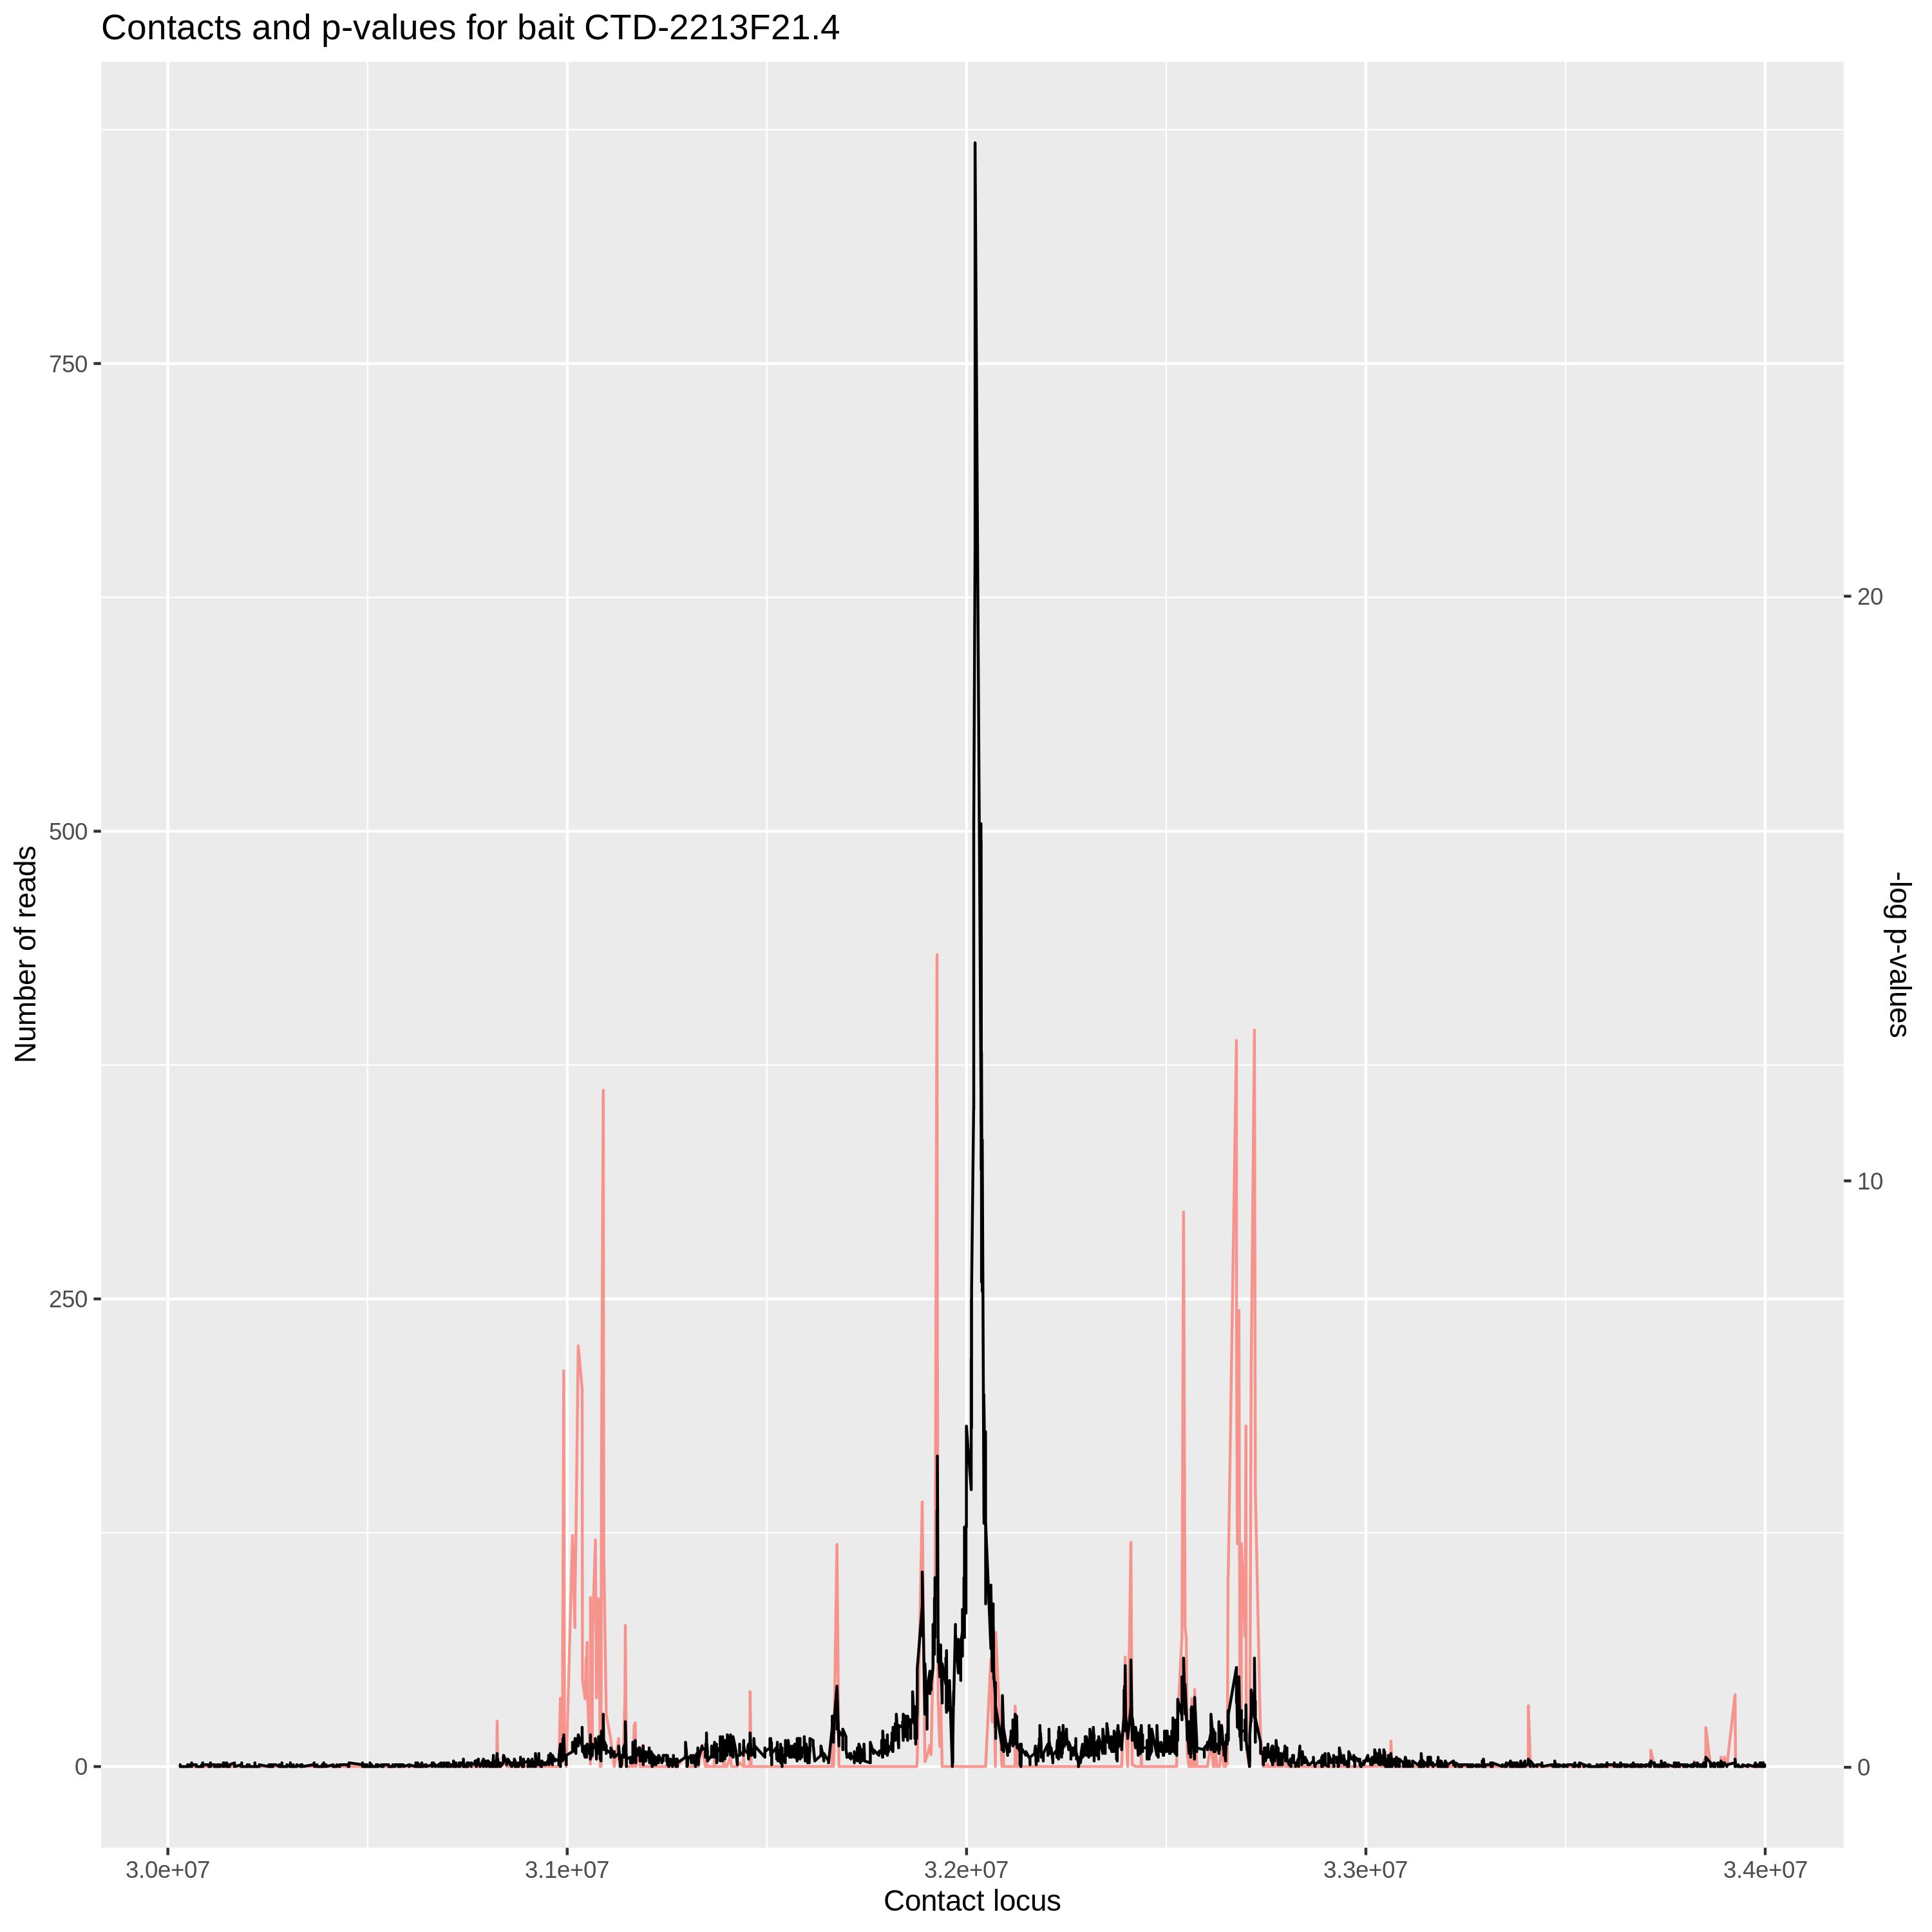 Contacts and p-values for bait CTD-2213F21.4
750
500
250
0
Number of reads
20
10
0
-log p-values
3.0e+07
3.1e+07
3.2e+07
3.3e+07
3.4e+07
Contact locus